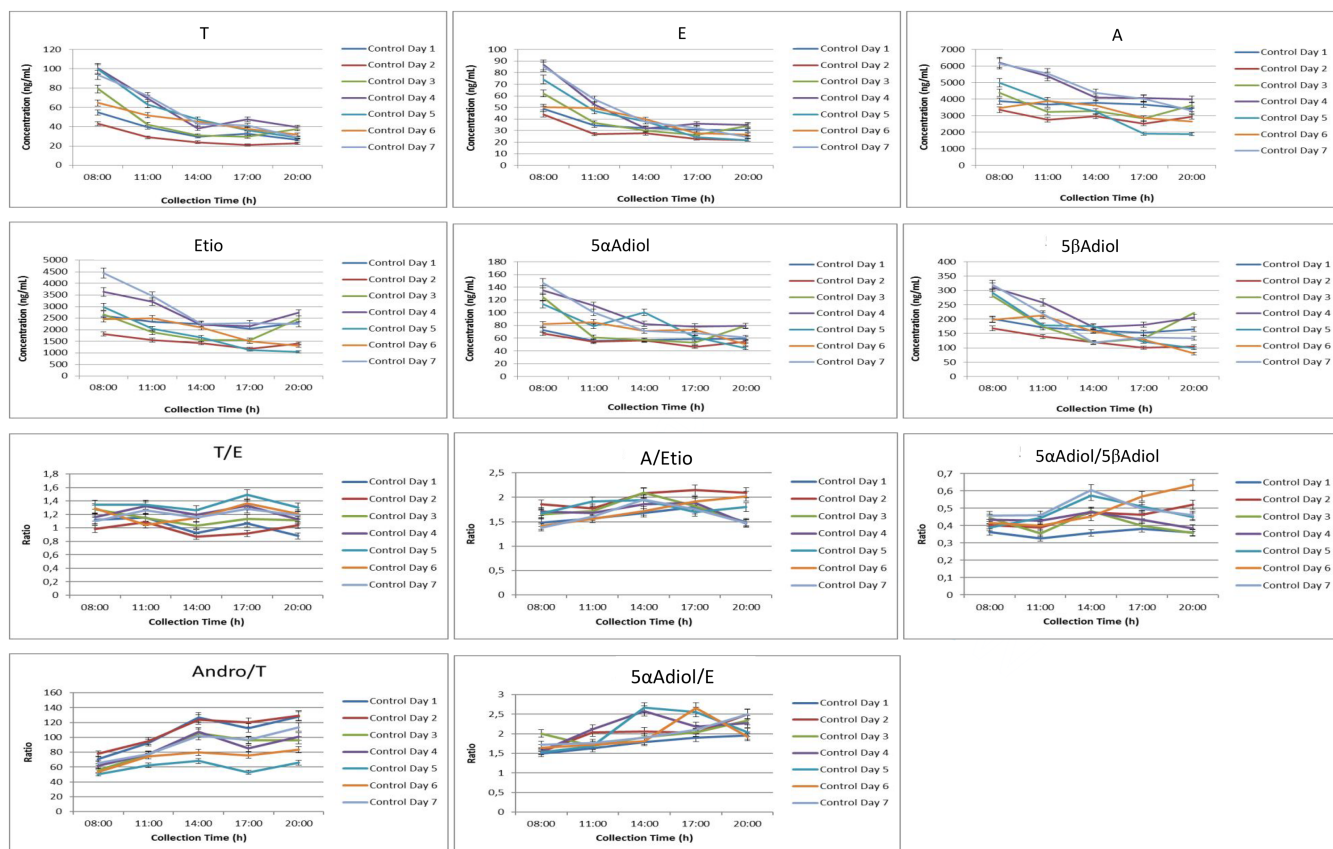 T
Concentration (ng/mL)
120
100
80
60
40
20
0
08:00 11:00 14:00 17:00 20:00
Collection Time (h)
Control Day 1
Control Day 2
Control Day 3
Control Day 4
Control Day 5
Control Day 6
Control Day 7
E
Concentration (ng/mL)
100
90
80
70
60
50
40
30
20
10
0
08:00 11:00 14:00 17:00 20:00
Collection Time (h)
Control Day 1
Control Day 2
Control Day 3
Control Day 4
Control Day 5
Control Day 6
Control Day 7
A
Concentration (ng/mL)
7000
6000
5000
4000
3000
2000
1000
0
08:00 11:00 14:00 17:00 20:00
Collection Time (h)
Control Day 1
Control Day 2
Control Day 3
Control Day 4
Control Day 5
Control Day 6
Control Day 7
Etio
Concentration (ng/mL)
5000
4500
4000
3500
3000
2500
2000
1500
1000
500
0
08:00 11:00 14:00 17:00 20:00
Collection Time (h)
Control Day 1
Control Day 2
Control Day 3
Control Day 4
Control Day 5
Control Day 6
Control Day 7
5αAdiol
Concentration (ng/mL)
180
160
140
120
100
80
60
40
20
0
08:00 11:00 14:00 17:00 20:00
Collection Time (h)
Control Day 1
Control Day 2
Control Day 3
Control Day 4
Control Day 5
Control Day 6
Control Day 7
5βAdiol
Concentration (ng/mL)
400
350
300
250
200
150
100
50
0
08:00 11:00 14:00 17:00 20:00
Collection Time (h)
Control Day 1
Control Day 2
Control Day 3
Control Day 4
Control Day 5
Control Day 6
Control Day 7
T/E
Ratio
1,8
1,6
1,4
1,2
1
0,8
0,6
0,4
0,2
0
08:00 11:00 14:00 17:00 20:00
Collection Time (h)
Control Day 1
Control Day 2
Control Day 3
Control Day 4
Control Day 5
Control Day 6
Control Day 7
A/Etio
Ratio
2,5
2
1,5
1
0,5
0
08:00 11:00 14:00 17:00 20:00
Collection Time (h)
Control Day 1
Control Day 2
Control Day 3
Control Day 4
Control Day 5
Control Day 6
Control Day 7
5αAdiol/5βAdiol
Ratio
0,7
0,6
0,5
0,4
0,3
0,2
0,1
0
08:00 11:00 14:00 17:00 20:00
Collection Time (h)
Control Day 1
Control Day 2
Control Day 3
Control Day 4
Control Day 5
Control Day 6
Control Day 7
Andro/T
Ratio
160
140
120
100
80
60
40
20
0
08:00 11:00 14:00 17:00 20:00
Collection Time (h)
Control Day 1
Control Day 2
Control Day 3
Control Day 4
Control Day 5
Control Day 6
Control Day 7
5αAdiol/E
Ratio
3
2,5
2
1,5
1
0,5
0
08:00 11:00 14:00 17:00 20:00
Collection Time (h)
Control Day 1
Control Day 2
Control Day 3
Control Day 4
Control Day 5
Control Day 6
Control Day 7